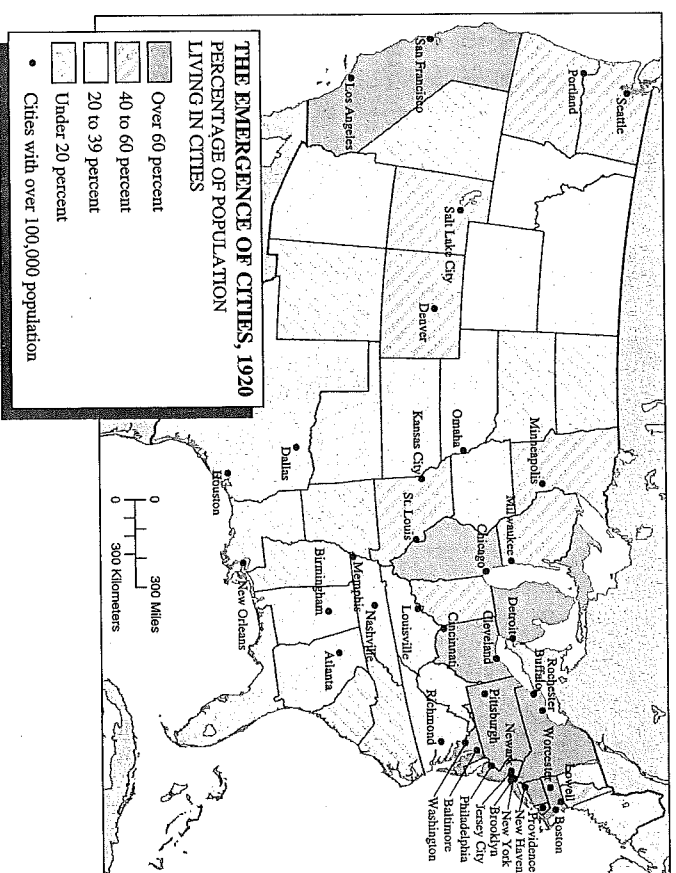 THE EMERGENCE OF CITIES, 1920
PERCENTAGE OF POPULATION
LIVING IN CITIES
Over 60 percent
40 to 60 percent
20 to 39 percent
Under 20 percent
Cities with over 100,000 population
Seattle
Portland
San Francisco
Los Angeles
Salt Lake City
Denver
Omaha
Kansas City
Dallas
Houston
Minneapolis
St. Louis
Milwaukee
Chicago
Memphis
Birmingham
New Orleans
Nashville
Atlanta
Louisville
Cincinnati
Detroit
Cleveland
Buffalo
Rochester
Pittsburgh
Richmond
Newark
Worcester
Lowell
Boston
Providence
New Haven
New York
Brooklyn
Jersey City
Philadelphia
Baltimore
Washington
0 300 Miles
0 300 Kilometers